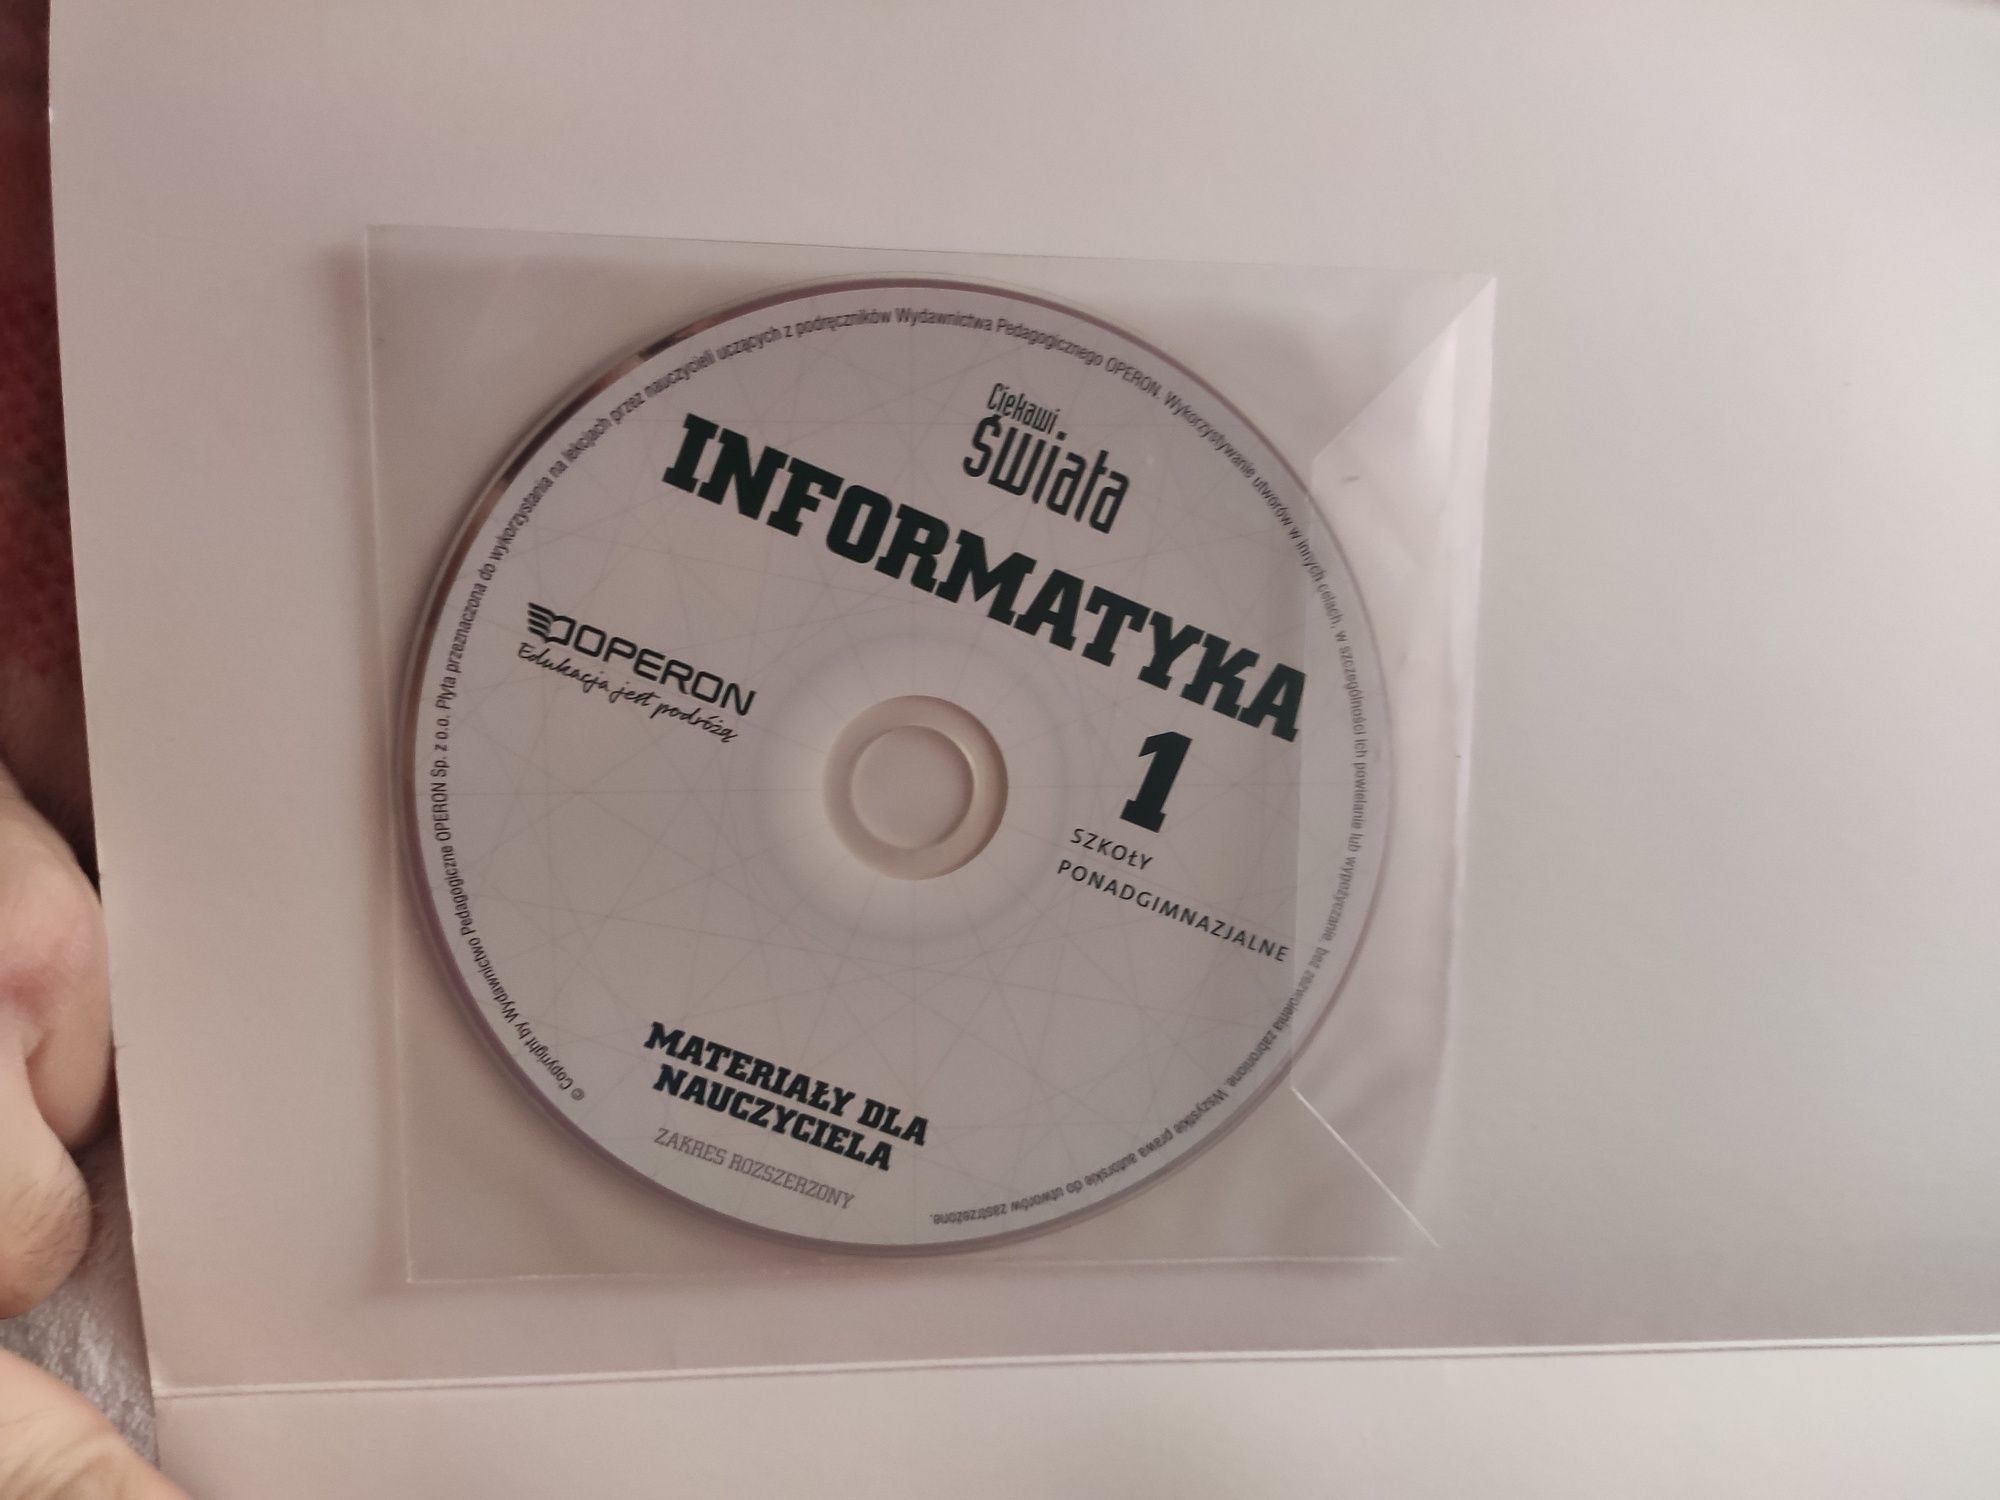 Ciekawi
Świata
INFORMATYKA
1
SZKOŁY
PONADGIMNAZJALNE
OPERON
Edukacja jest podróżą
MATERIAŁY DLA
NAUCZYCIELA
ZAKRES ROZSZERZONY
© Copyright by Wydawnictwo Pedagogiczne OPERON Sp. z o.o. Płyta przeznaczona do wykorzystania na lekcjach przez nauczycieli uczących z podręczników Wydawnictwa Pedagogicznego OPERON. Wykorzystywanie utworów w innych celach, w szczególności ich powielanie lub wypożyczanie, bez zezwolenia zabronione. Wszystkie prawa autorskie do utworów zastrzeżone.